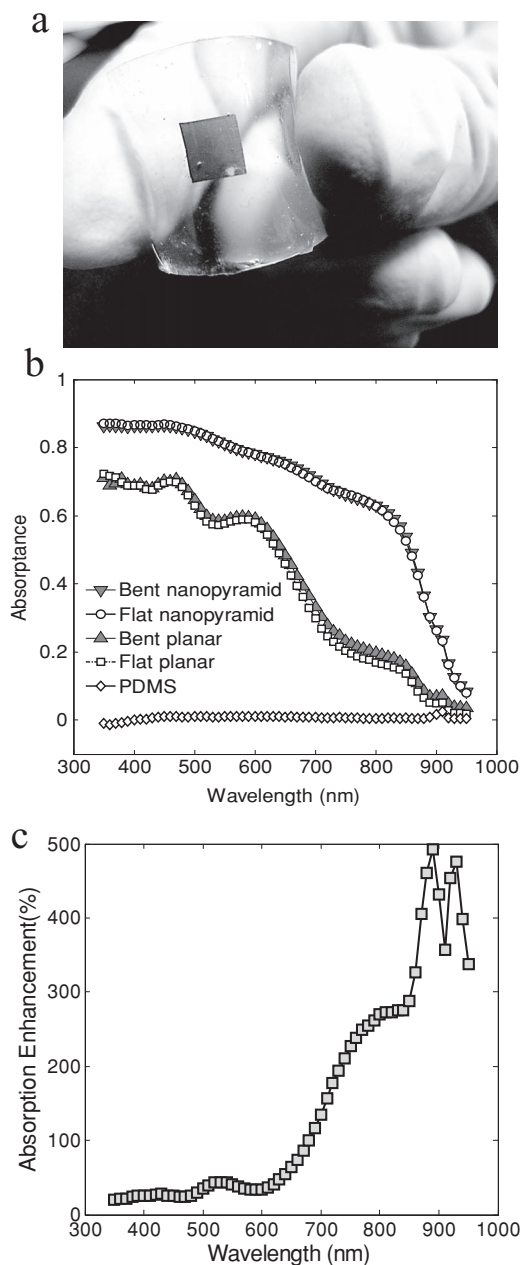 a
b
1
0.8
0.6
0.4
0.2
0
Absorptance
Bent nanopyramid
Flat nanopyramid
Bent planar
Flat planar
PDMS
300 400 500 600 700 800 900 1000
Wavelength (nm)
c
500
400
300
200
100
0
Absorption Enhancement(%)
300 400 500 600 700 800 900 1000
Wavelength (nm)